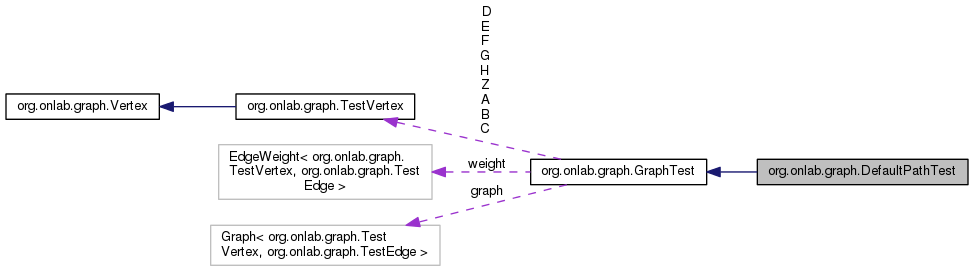 D
E
F
G
H
Z
A
B
C
org.onlab.graph.Vertex
org.onlab.graph.TestVertex
EdgeWeight< org.onlab.graph.
TestVertex, org.onlab.graph.Test
Edge >
weight
org.onlab.graph.GraphTest
org.onlab.graph.DefaultPathTest
graph
Graph< org.onlab.graph.Test
Vertex, org.onlab.graph.TestEdge >